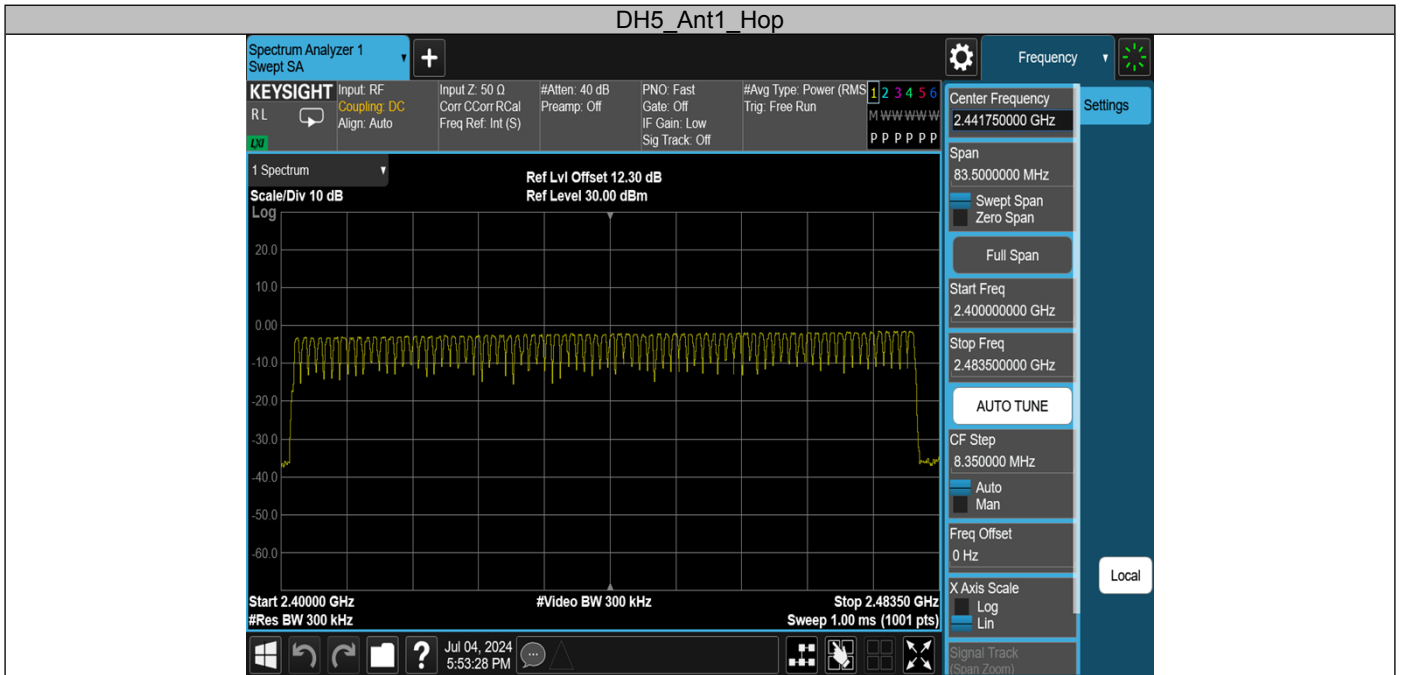 DH5_Ant1_Hop
Spectrum Analyzer 1
Swept SA
+
Frequency
KEYSIGHT
RL
LXI
Input: RF
Coupling: DC
Align: Auto
Input Z: 50 Ω
Corr CCorr RCal
Freq Ref: Int (S)
#Atten: 40 dB
Preamp: Off
PNO: Fast
Gate: Off
IF Gain: Low
Sig Track: Off
#Avg Type: Power (RMS
Trig: Free Run
1 2 3 4 5 6
M W W W W W
P P P P P P
1 Spectrum
Scale/Div 10 dB
Log
Ref Lvl Offset 12.30 dB
Ref Level 30.00 dBm
20.0
10.0
0.00
-10.0
-20.0
-30.0
-40.0
-50.0
-60.0
Start 2.40000 GHz
#Res BW 300 kHz
#Video BW 300 kHz
Stop 2.48350 GHz
Sweep 1.00 ms (1001 pts)
Center Frequency
2.441750000 GHz
Span
83.5000000 MHz
Swept Span
Zero Span
Full Span
Start Freq
2.400000000 GHz
Stop Freq
2.483500000 GHz
AUTO TUNE
CF Step
8.350000 MHz
Auto
Man
Freq Offset
0 Hz
X Axis Scale
Log
Lin
Signal Track
(Span Zoom)
Settings
Local
?
Jul 04, 2024
5:53:28 PM